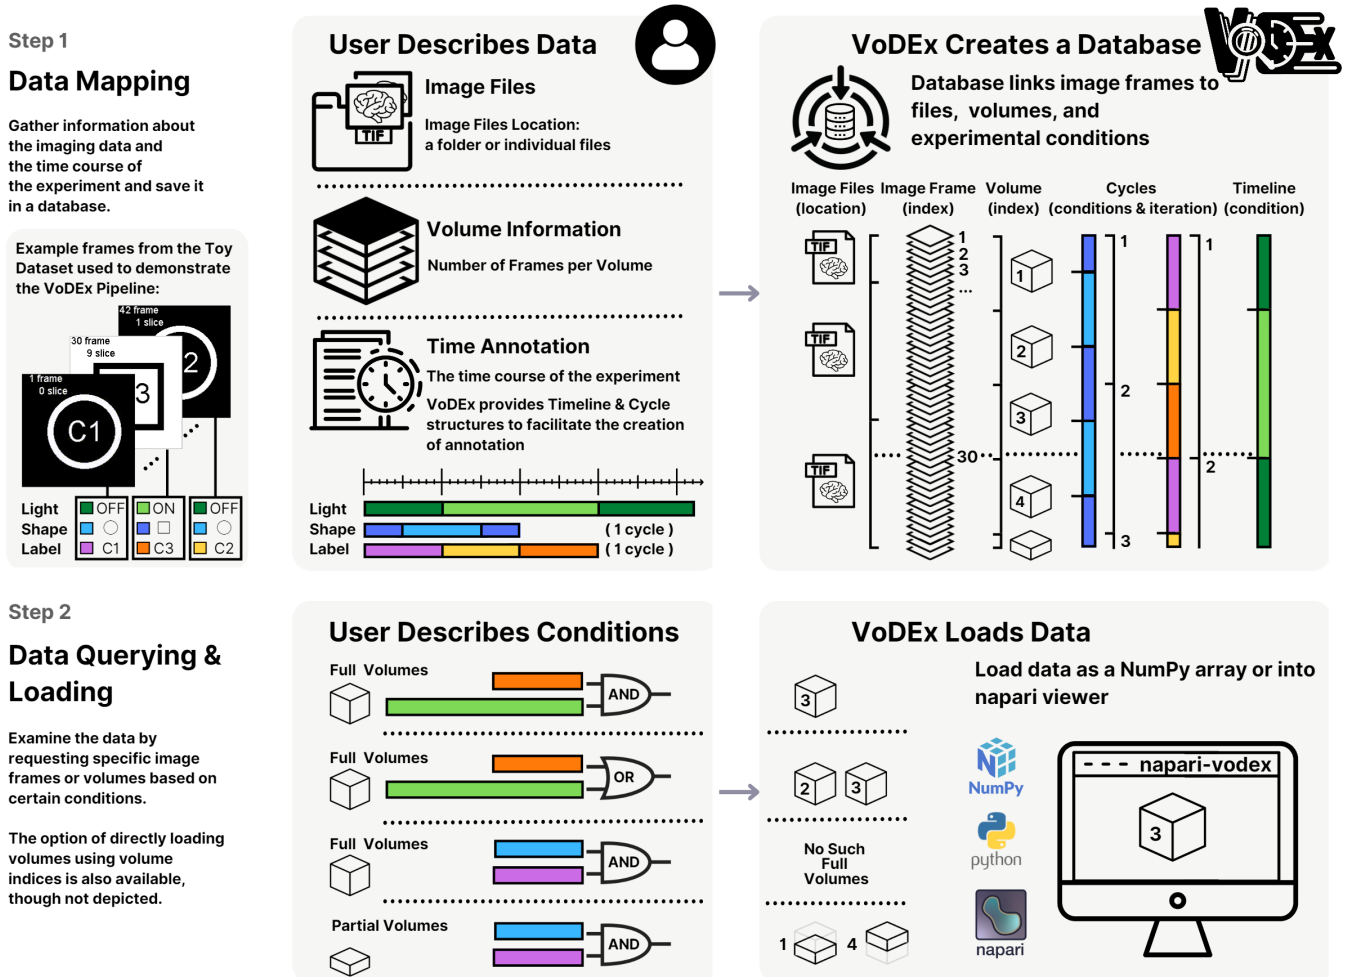 Step 1
Data Mapping
Gather information about
the imaging data and
the time course of
the experiment and save it
in a database.
Example frames from the Toy
Dataset used to demonstrate
the VoDEx Pipeline:
42 frame
1 slice
2
30 frame
9 slice
3
1 frame
0 slice
C1
Light OFF ON OFF
Shape
Label C1 C3 C2
User Describes Data
Image Files
Image Files Location:
a folder or individual files
TIF
Volume Information
Number of Frames per Volume
Time Annotation
The time course of the experiment
VoDEx provides Timeline & Cycle
structures to facilitate the creation
of annotation
Light
Shape ( 1 cycle )
Label ( 1 cycle )
VoDEx Creates a Database
VoDEx
Database links image frames to
files, volumes, and
experimental conditions
Image Files Image Frame Volume Cycles Timeline
(location) (index) (index) (conditions & iteration) (condition)
TIF
TIF
TIF
1
2
3
...
30
1
2
3
4
1
2
3
1
2
Step 2
Data Querying &
Loading
Examine the data by
requesting specific image
frames or volumes based on
certain conditions.
The option of directly loading
volumes using volume
indices is also available,
though not depicted.
User Describes Conditions
Full Volumes
AND
Full Volumes
OR
Full Volumes
AND
Partial Volumes
AND
VoDEx Loads Data
3
2 3
No Such
Full
Volumes
1 4
Load data as a NumPy array or into
napari viewer
NumPy
python
napari
napari-vodex
3